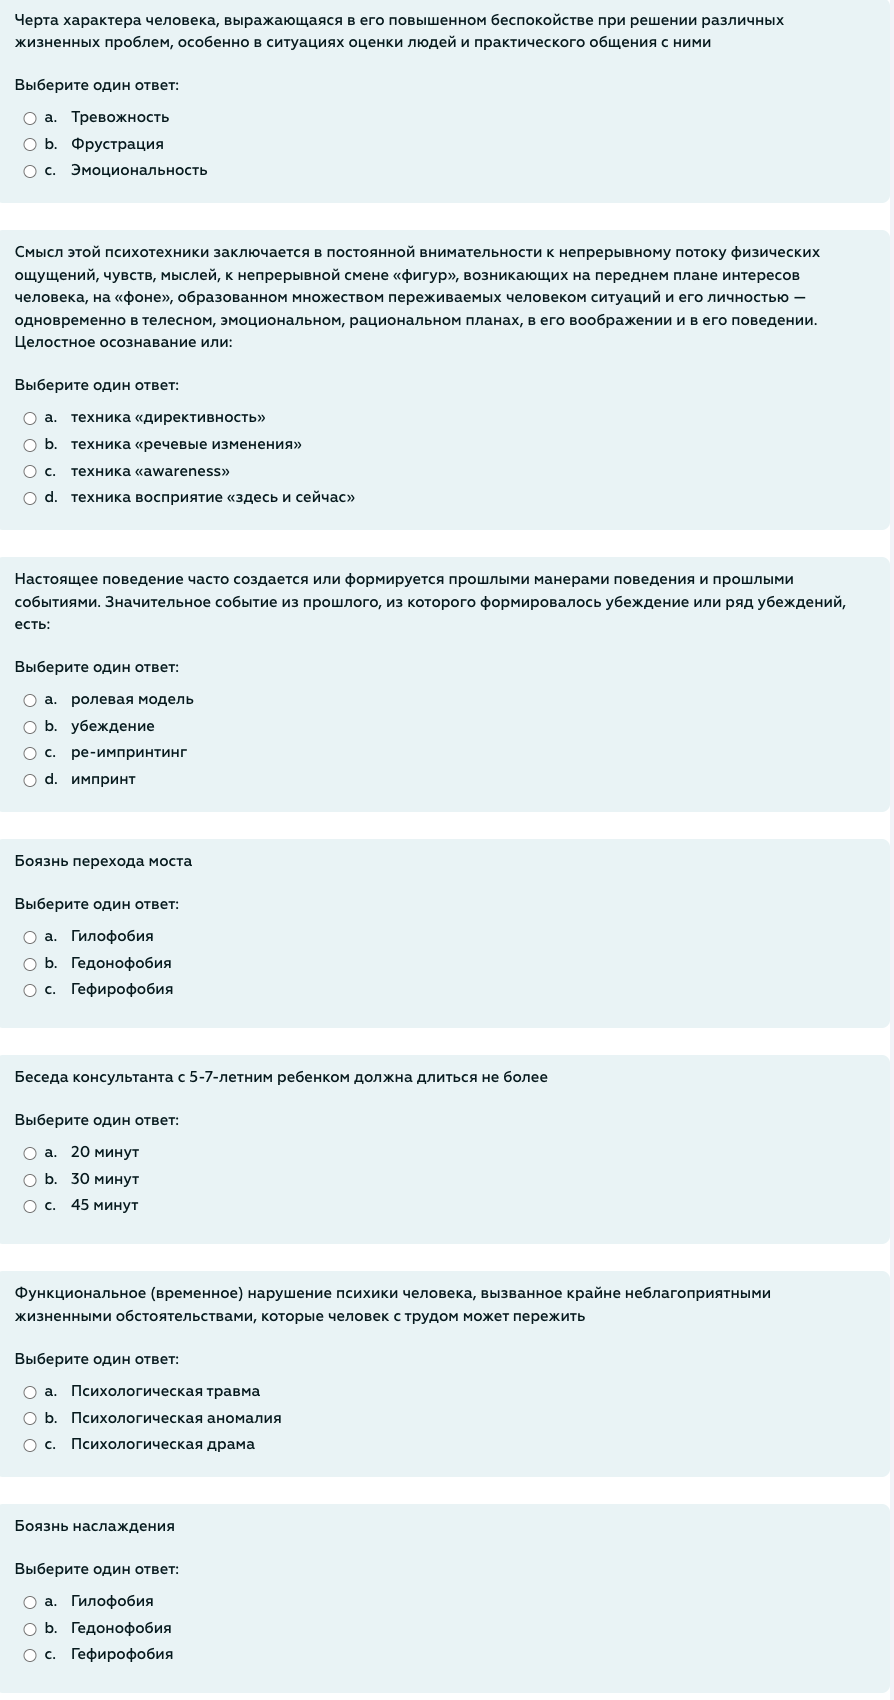 Черта характера человека, выражающаяся в его повышенном беспокойстве при решении различных
жизненных проблем, особенно в ситуациях оценки людей и практического общения с ними
Выберите один ответ:
a. Тревожность
b. Фрустрация
c. Эмоциональность
Смысл этой психотехники заключается в постоянной внимательности к непрерывному потоку физических
ощущений, чувств, мыслей, к непрерывной смене «фигур», возникающих на переднем плане интересов
человека, на «фоне», образованном множеством переживаемых человеком ситуаций и его личностью —
одновременно в телесном, эмоциональном, рациональном планах, в его воображении и в его поведении.
Целостное осознавание или:
Выберите один ответ:
a. техника «директивность»
b. техника «речевые изменения»
c. техника «awareness»
d. техника восприятие «здесь и сейчас»
Настоящее поведение часто создается или формируется прошлыми манерами поведения и прошлыми
событиями. Значительное событие из прошлого, из которого формировалось убеждение или ряд убеждений,
есть:
Выберите один ответ:
a. ролевая модель
b. убеждение
c. ре-импринтинг
d. импринт
Боязнь перехода моста
Выберите один ответ:
a. Гилофобия
b. Гедонофобия
c. Гефирофобия
Беседа консультанта с 5-7-летним ребенком должна длиться не более
Выберите один ответ:
a. 20 минут
b. 30 минут
c. 45 минут
Функциональное (временное) нарушение психики человека, вызванное крайне неблагоприятными
жизненными обстоятельствами, которые человек с трудом может пережить
Выберите один ответ:
a. Психологическая травма
b. Психологическая аномалия
c. Психологическая драма
Боязнь наслаждения
Выберите один ответ:
a. Гилофобия
b. Гедонофобия
c. Гефирофобия